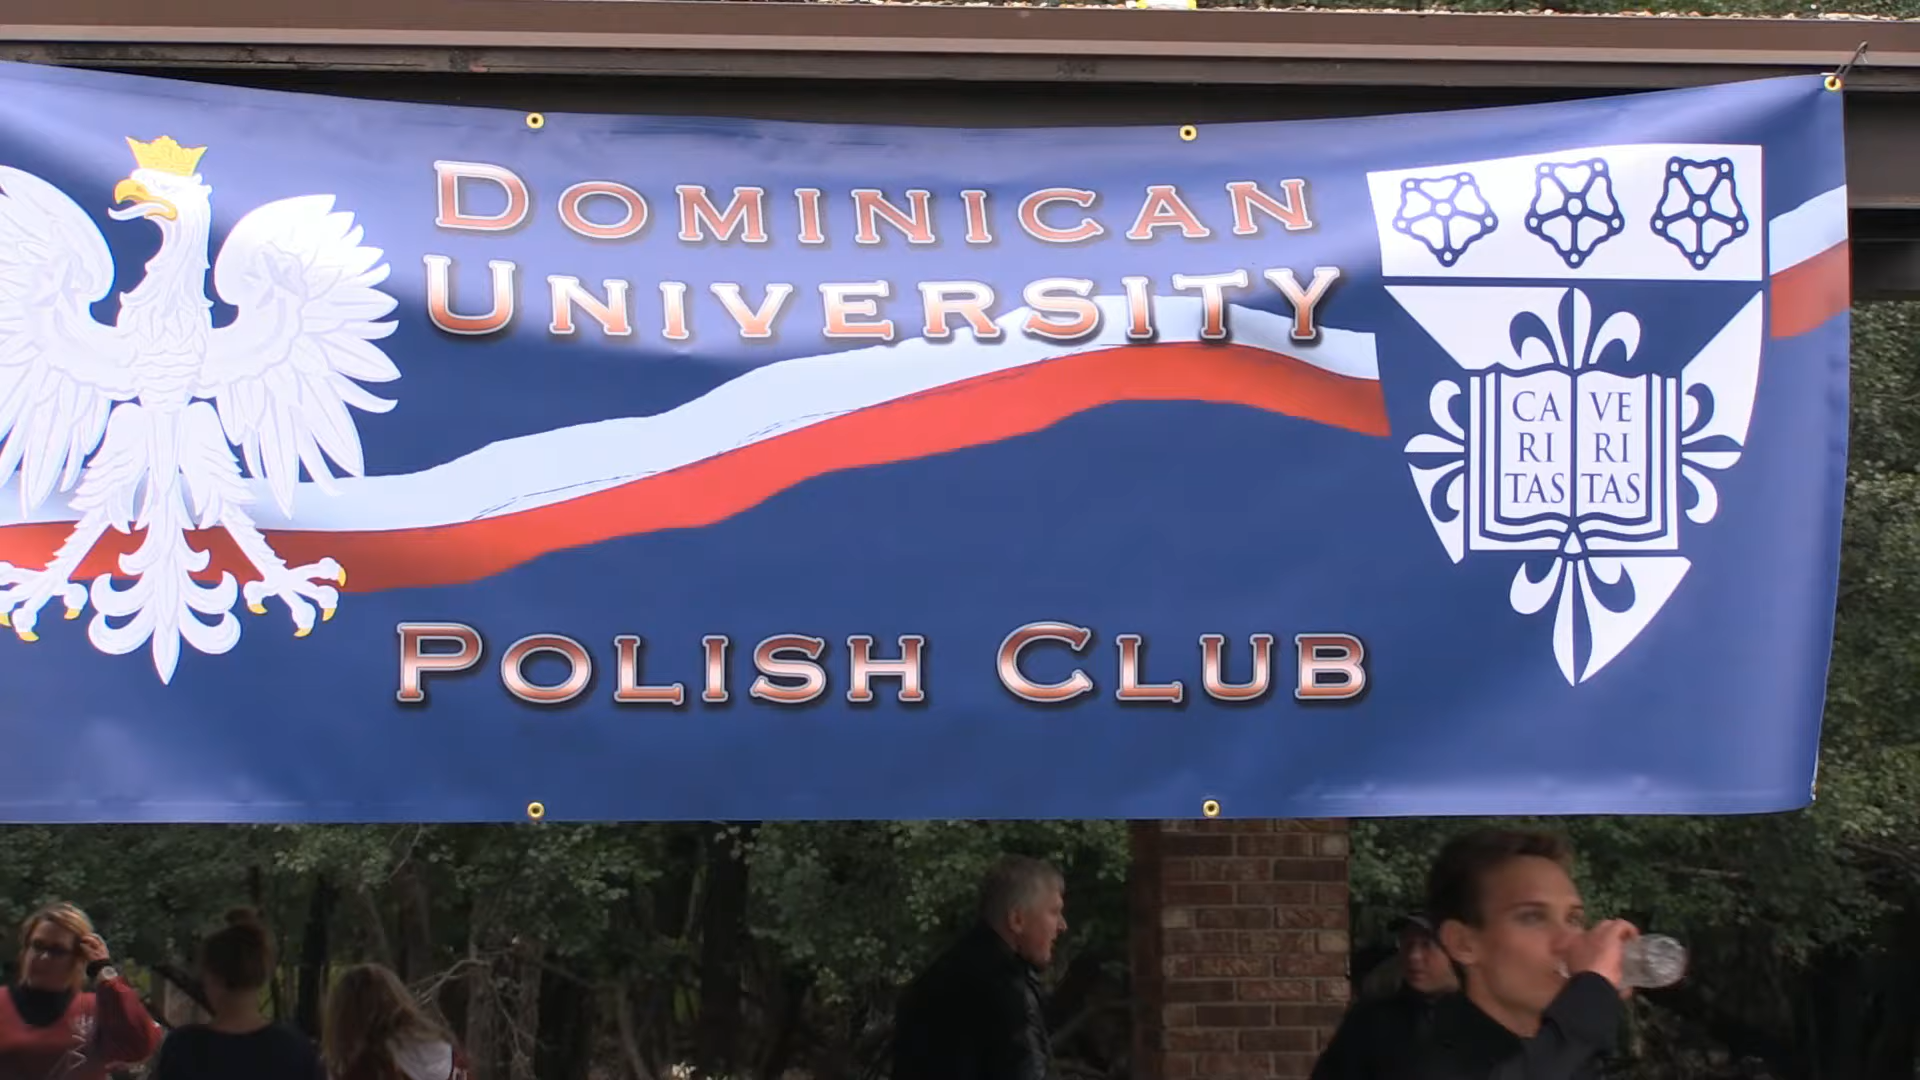 DOMINICAN
UNIVERSITY
POLISH CLUB
CA VE
RI RI
TAS TAS